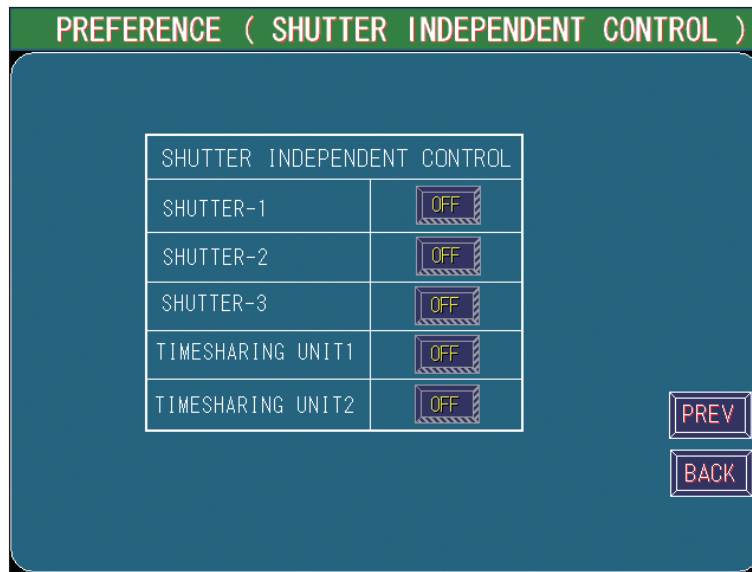 PREFERENCE ( SHUTTER INDEPENDENT CONTROL )
SHUTTER INDEPENDENT CONTROL
SHUTTER-1 OFF
SHUTTER-2 OFF
SHUTTER-3 OFF
TIMESHARING UNIT1 OFF
TIMESHARING UNIT2 OFF
PREV
BACK